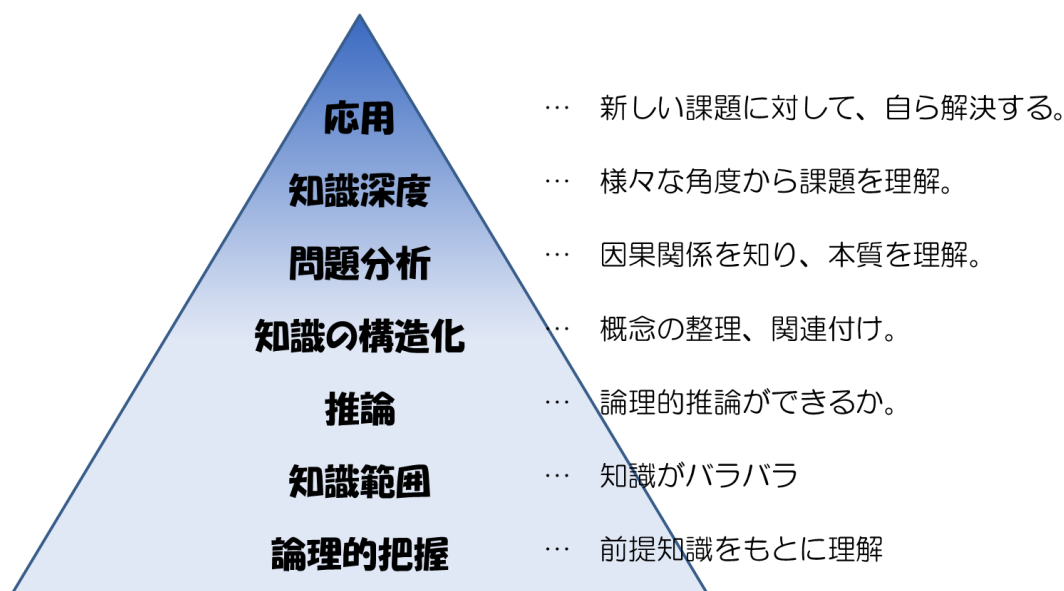 応用 … 新しい課題に対して、自ら解決する。
知識深度 … 様々な角度から課題を理解。
問題分析 … 因果関係を知り、本質を理解。
知識の構造化 … 概念の整理、関連付け。
推論 … 論理的推論ができるか。
知識範囲 … 知識がバラバラ
論理的把握 … 前提知識をもとに理解